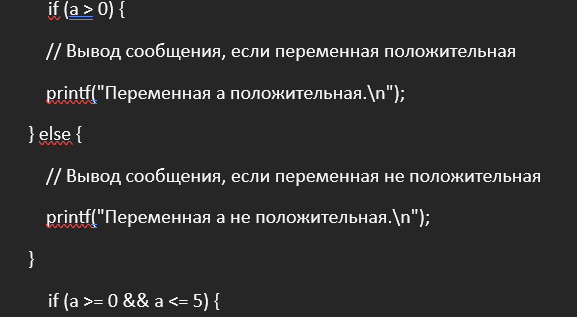 if (a > 0) {
// Вывод сообщения, если переменная положительная
printf("Переменная a положительная.\n");
} else {
// Вывод сообщения, если переменная не положительная
printf("Переменная a не положительная.\n");
}
if (a >= 0 && a <= 5) {